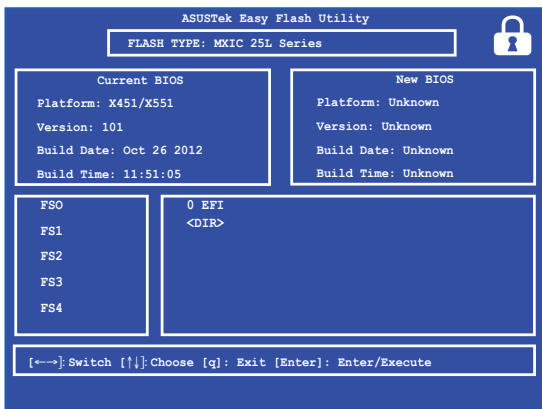 ASUSTek Easy Flash Utility
FLASH TYPE: MXIC 25L Series
Current BIOS
Platform: X451/X551
Version: 101
Build Date: Oct 26 2012
Build Time: 11:51:05
New BIOS
Platform: Unknown
Version: Unknown
Build Date: Unknown
Build Time: Unknown
FSO
FS1
FS2
FS3
FS4
0 EFI
<DIR>
[←→]: Switch [↑↓]: Choose [q]: Exit [Enter]: Enter/Execute